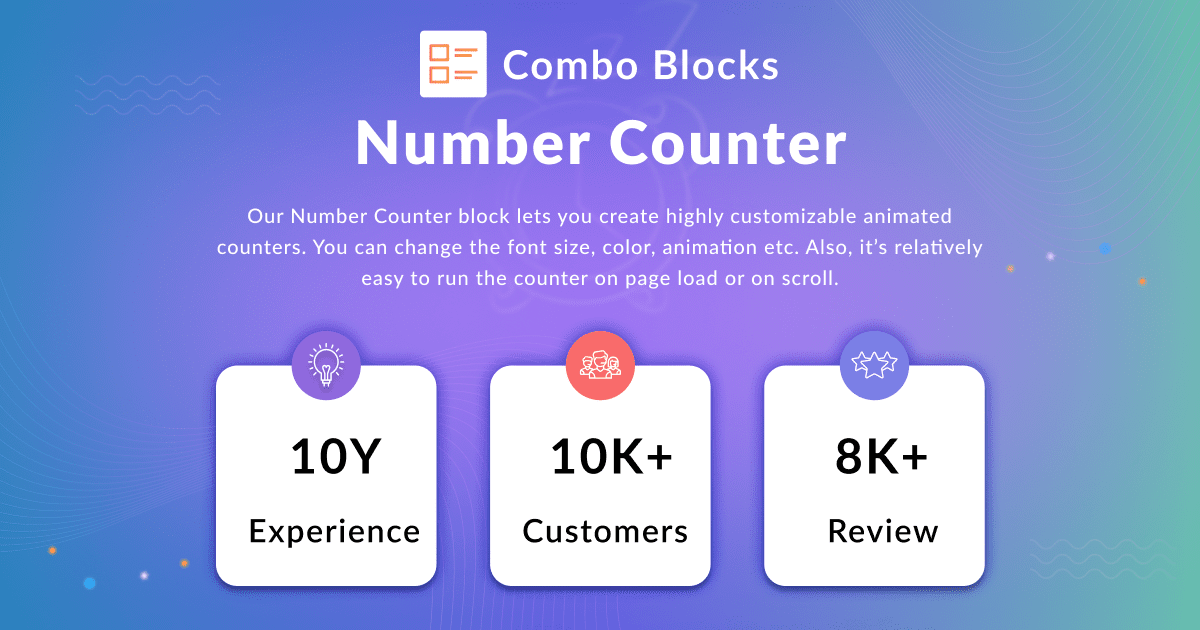 Combo Blocks
Number Counter
Our Number Counter block lets you create highly customizable animated
counters. You can change the font size, color, animation etc. Also, it’s relatively
easy to run the counter on page load or on scroll.
10Y
Experience
10K+
Customers
8K+
Review